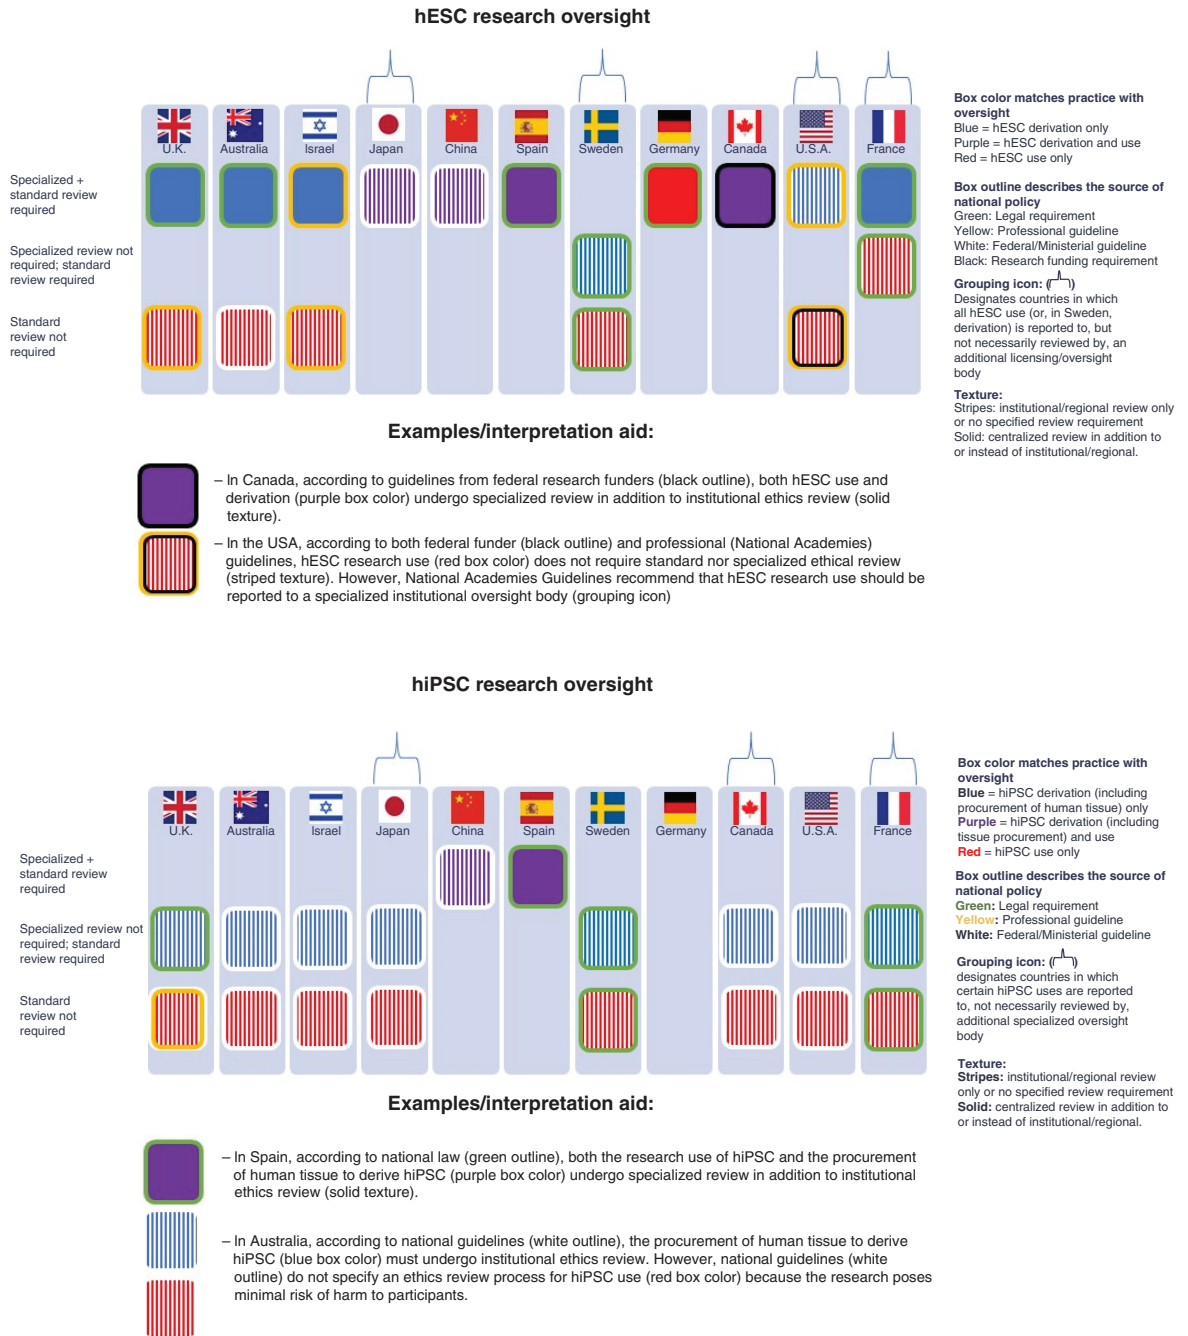 hESC research oversight
U.K.
Australia
Israel
Japan
China
Spain
Sweden
Germany
Canada
U.S.A.
France
Specialized +
standard review
required
Specialized review not
required; standard
review required
Standard
review not
required
Box color matches practice with
oversight
Blue = hESC derivation only
Purple = hESC derivation and use
Red = hESC use only
Box outline describes the source of
national policy
Green: Legal requirement
Yellow: Professional guideline
White: Federal/Ministerial guideline
Black: Research funding requirement
Grouping icon: ( )
Designates countries in which
all hESC use (or, in Sweden,
derivation) is reported to, but
not necessarily reviewed by, an
additional licensing/oversight
body
Texture:
Stripes: institutional/regional review only
or no specified review requirement
Solid: centralized review in addition to
or instead of institutional/regional.
Examples/interpretation aid:
– In Canada, according to guidelines from federal research funders (black outline), both hESC use and
derivation (purple box color) undergo specialized review in addition to institutional ethics review (solid
texture).
– In the USA, according to both federal funder (black outline) and professional (National Academies)
guidelines, hESC research use (red box color) does not require standard nor specialized ethical review
(striped texture). However, National Academies Guidelines recommend that hESC research use should be
reported to a specialized institutional oversight body (grouping icon)
hiPSC research oversight
U.K.
Australia
Israel
Japan
China
Spain
Sweden
Germany
Canada
U.S.A.
France
Specialized +
standard review
required
Specialized review not
required; standard
review required
Standard
review not
required
Box color matches practice with
oversight
Blue = hiPSC derivation (including
procurement of human tissue) only
Purple = hiPSC derivation (including
tissue procurement) and use
Red = hiPSC use only
Box outline describes the source of
national policy
Green: Legal requirement
Yellow: Professional guideline
White: Federal/Ministerial guideline
Grouping icon: ( )
designates countries in which
certain hiPSC uses are reported
to, not necessarily reviewed by,
additional specialized oversight
body
Texture:
Stripes: institutional/regional review
only or no specified review requirement
Solid: centralized review in addition to
or instead of institutional/regional.
Examples/interpretation aid:
– In Spain, according to national law (green outline), both the research use of hiPSC and the procurement
of human tissue to derive hiPSC (purple box color) undergo specialized review in addition to institutional
ethics review (solid texture).
– In Australia, according to national guidelines (white outline), the procurement of human tissue to derive
hiPSC (blue box color) must undergo institutional ethics review. However, national guidelines (white
outline) do not specify an ethics review process for hiPSC use (red box color) because the research poses
minimal risk of harm to participants.